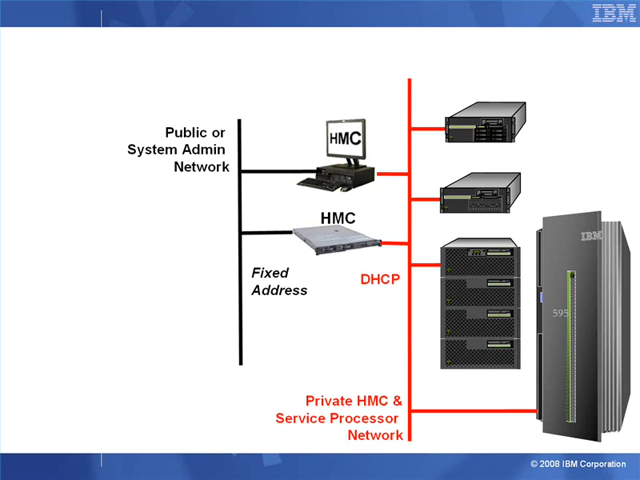 IBM
Public or
System Admin
Network
HMC
HMC
Fixed
Address
DHCP
IBM
595
Private HMC &
Service Processor
Network
© 2008 IBM Corporation